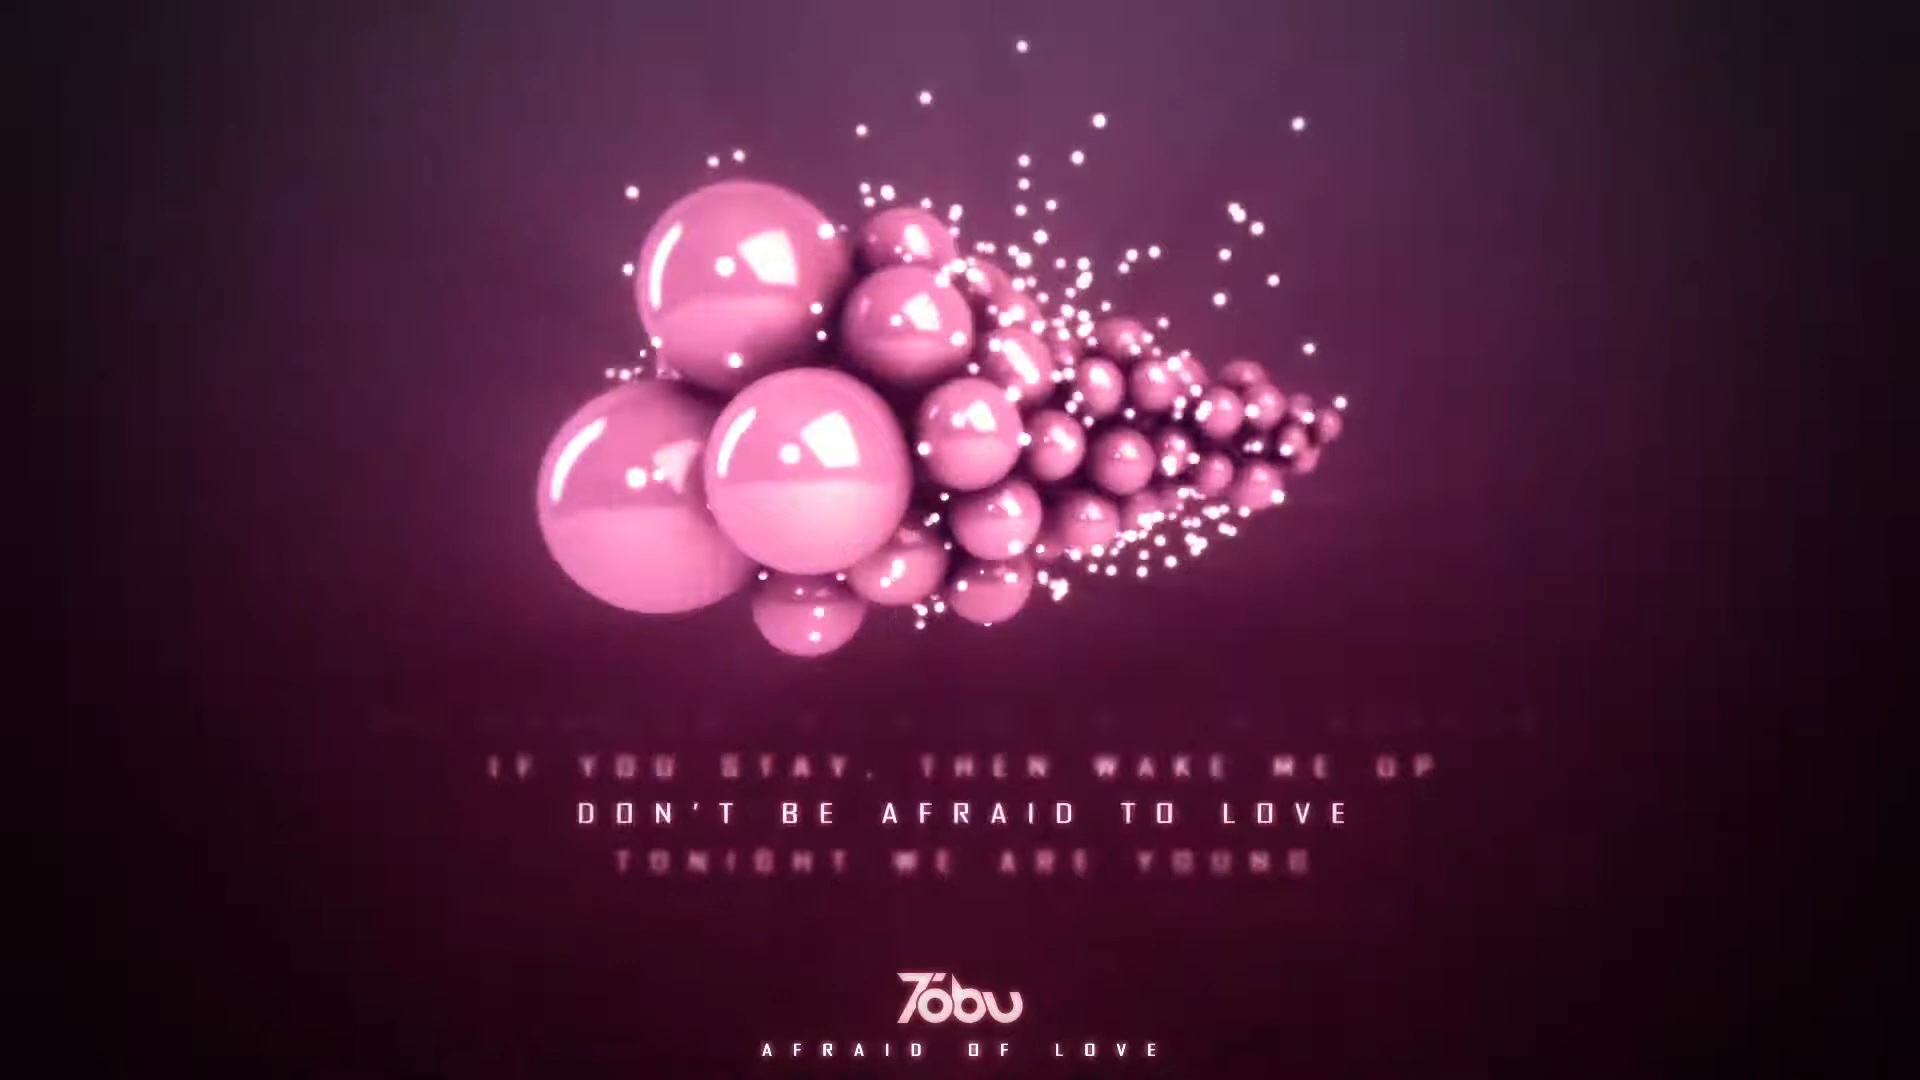 IF YOU STAY, THEN WAKE ME UP
DON'T BE AFRAID TO LOVE
TONIGHT WE ARE YOUNG
Tobu
AFRAID OF LOVE